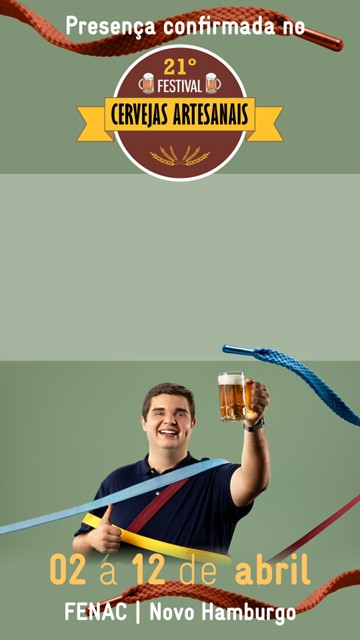 Presença confirmada no
21º
FESTIVAL
CERVEJAS ARTESANAIS
02 a 12 de abril
FENAC | Novo Hamburgo